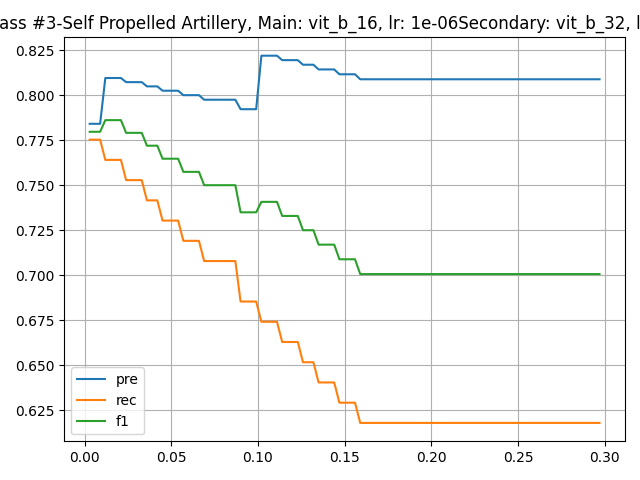 ass #3-Self Propelled Artillery, Main: vit_b_16, lr: 1e-06Secondary: vit_b_32, l
0.825
0.800
0.775
0.750
0.725
0.700
0.675
0.650
0.625
pre
rec
f1
0.00 0.05 0.10 0.15 0.20 0.25 0.30